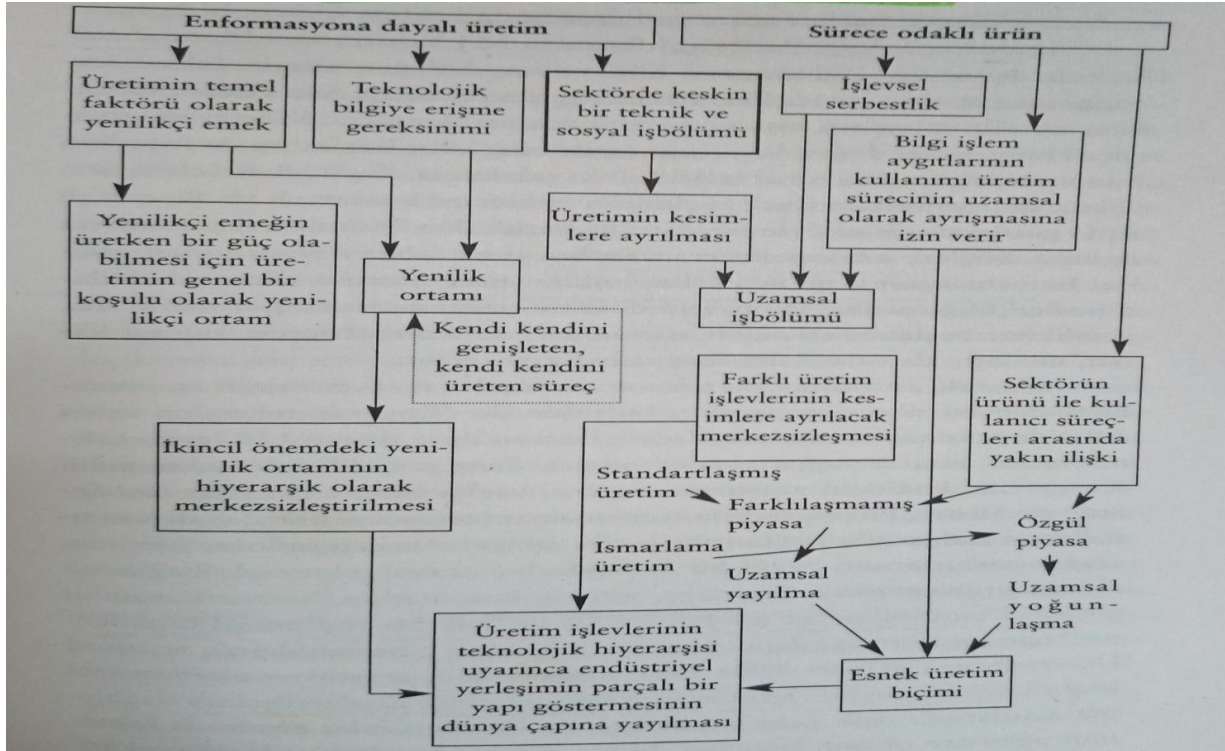 Enformasyona dayalı üretim
Sürece odaklı ürün
Üretimin temel
faktörü olarak
yenilikçi emek
Teknolojik
bilgiye erişme
gereksinimi
Sektörde keskin
bir teknik ve
sosyal işbölümü
İşlevsel
serbestlik
Bilgi işlem
aygıtlarının
kullanımı üretim
sürecinin uzamsal
olarak ayrışmasına
izin verir
Yenilikçi emeğin
üretken bir güç ola-
bilmesi için üre-
timin genel bir
koşulu olarak yeni-
likçi ortam
Yenilik
ortamı
Üretimin kesim-
lere ayrılması
Uzamsal
işbölümü
Kendi kendini
genişleten,
kendi kendini
üreten süreç
Farklı üretim
işlevlerinin kes-
imlere ayrılacak
merkezsizleşmesi
Sektörün
ürünü ile kul-
lanıcı süreç-
leri arasında
yakın ilişki
İkincil önemdeki yeni-
lik ortamının
hiyerarşik olarak
merkezsizleştirilmesi
Ştandartlaşmış
üretim
Farklılaşmamış
piyasa
Ismarlama
üretim
Özgül
piyasa
Uzamsal
yayılma
Uzamsal
yoğun-
laşma
Üretim işlevlerinin
teknolojik hiyerarşisi
uyarınca endüstriyel
yerleşimin parçalı bir
yapı göstermesinin
dünya çapına yayılması
Esnek üretim
biçimi